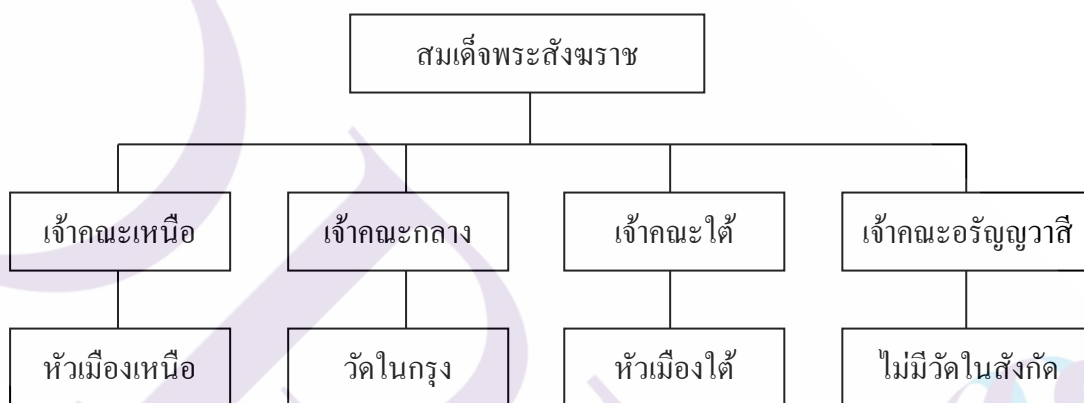 สมเด็จพระสังฆราช
เจ้าคณะเหนือ
เจ้าคณะกลาง
เจ้าคณะใต้
เจ้าคณะอรัญญวาสี
หัวเมืองเหนือ
วัดในกรุง
หัวเมืองใต้
ไม่มีวัดในสังกัด